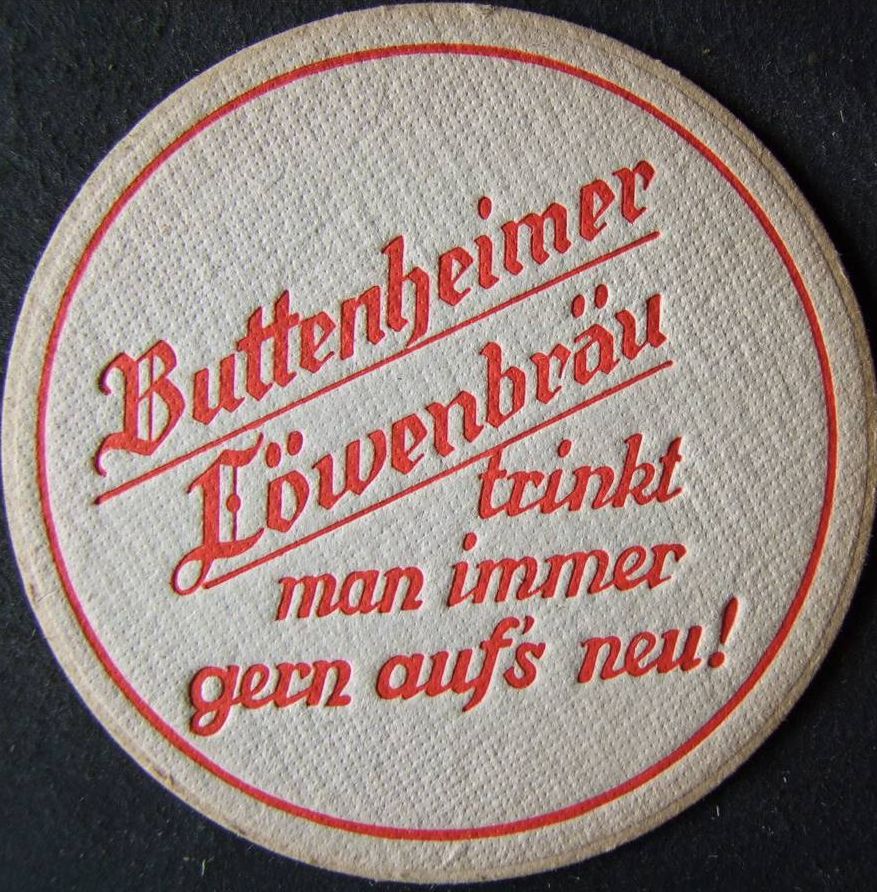 Buttenheimer
Löwenbräu
trinkt
man immer
gern auf's neu!